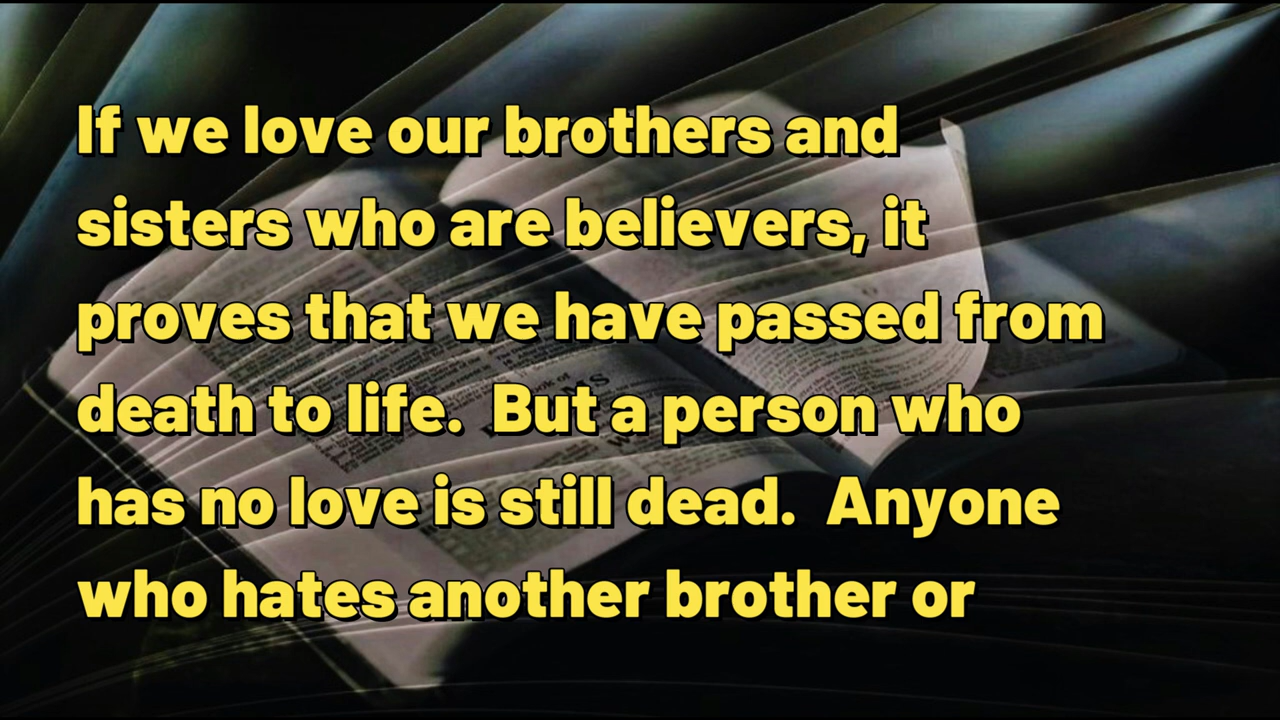 If we love our brothers and
sisters who are believers, it
proves that we have passed from
death to life.  But a person who
has no love is still dead.  Anyone
who hates another brother or